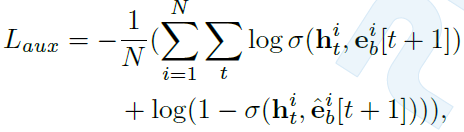 L_{aux} = -\frac{1}{N}(\sum_{i=1}^{N} \sum_{t} \log \sigma(\mathbf{h}_t^i, \mathbf{e}_b^i[t+1])
+ \log(1 - \sigma(\mathbf{h}_t^i, \hat{\mathbf{e}}_b^i[t+1]))),